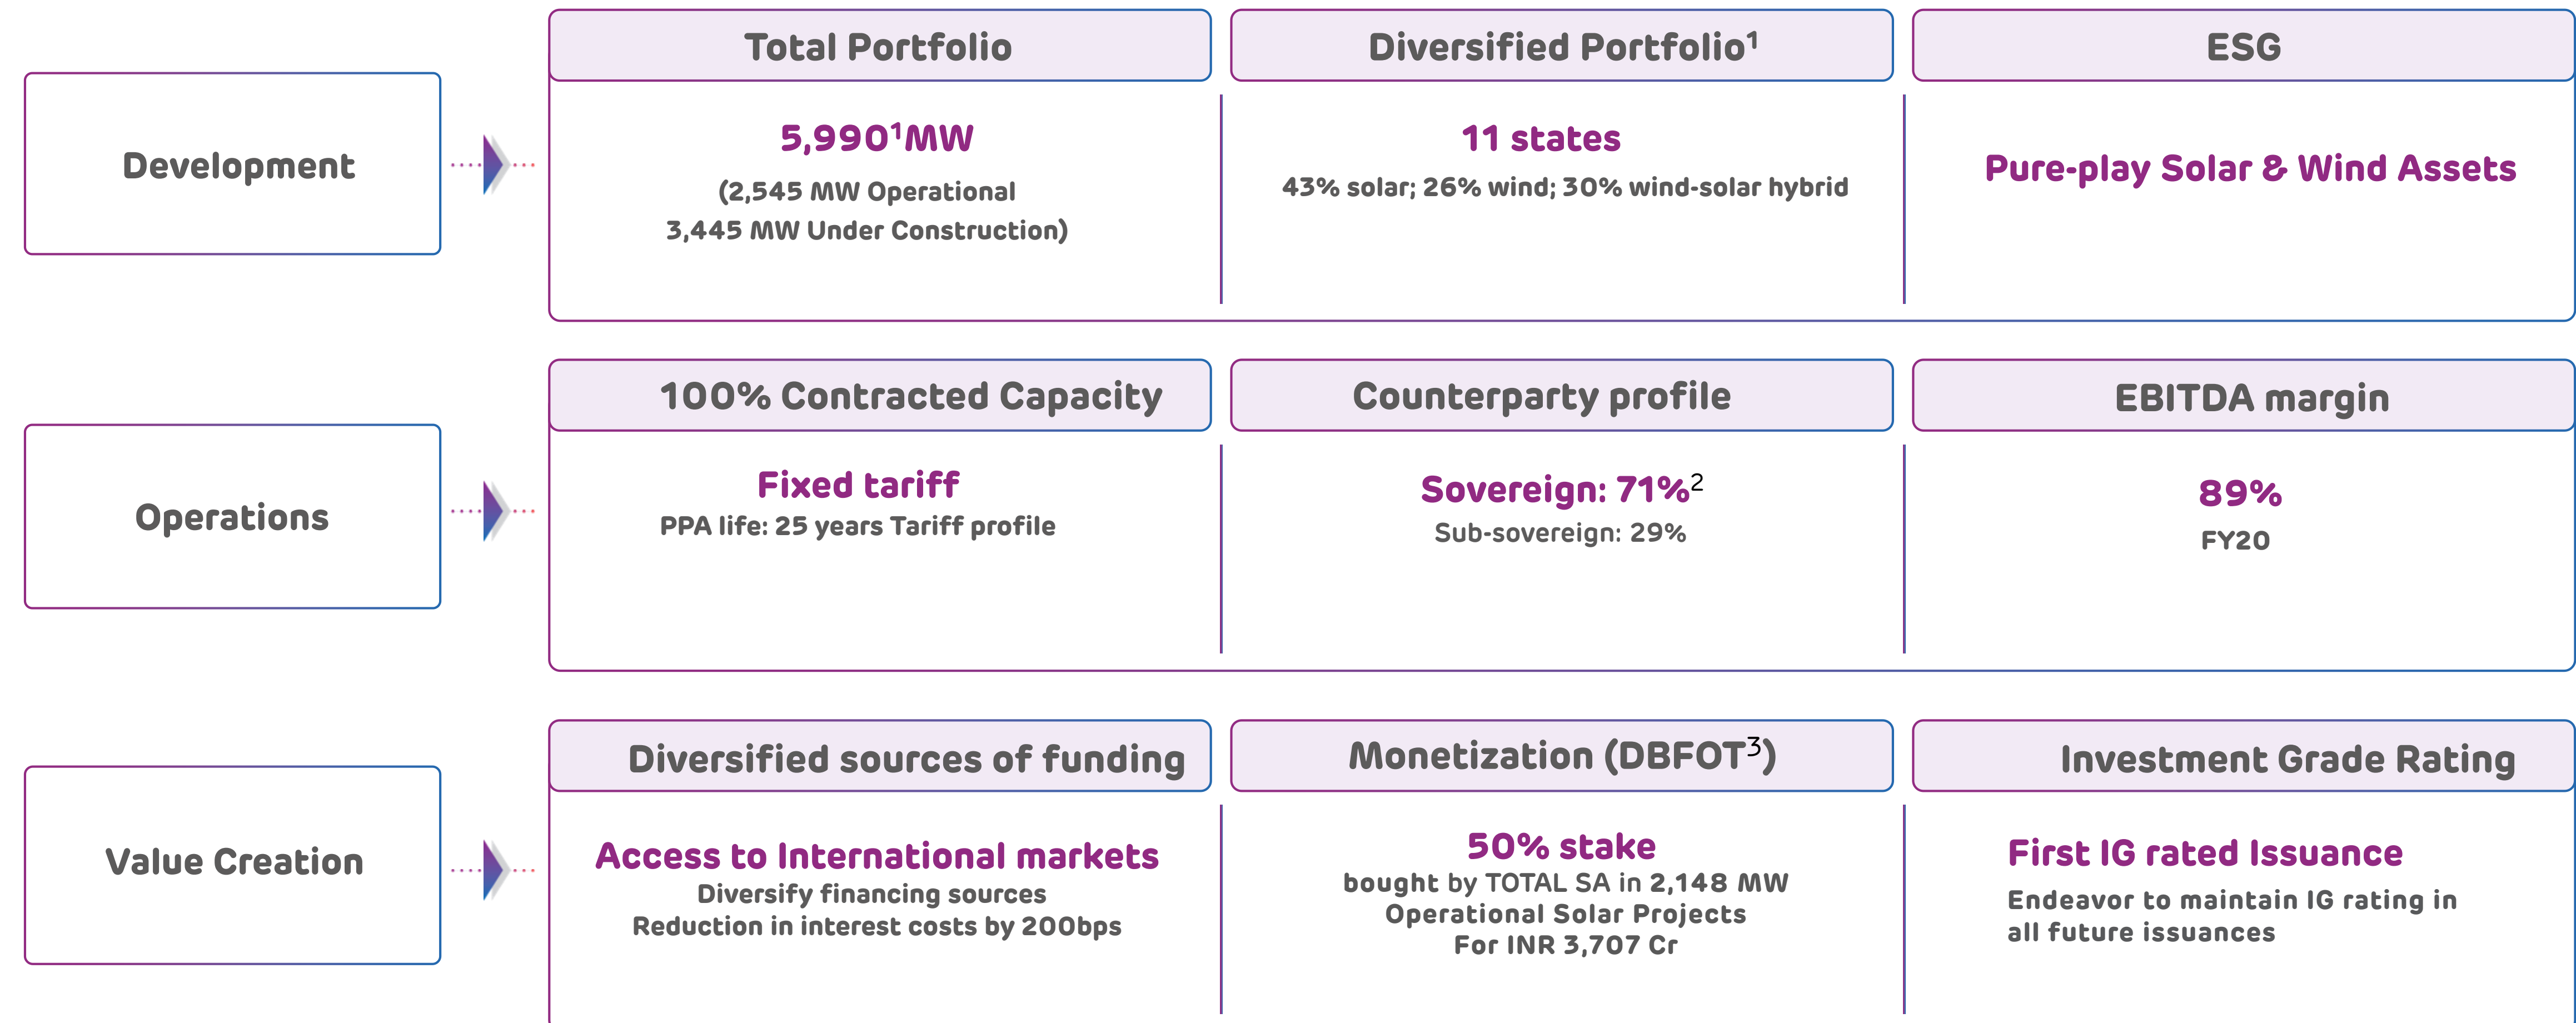 Development
Total Portfolio
5,990¹MW
(2,545 MW Operational
3,445 MW Under Construction)
Diversified Portfolio¹
11 states
43% solar; 26% wind; 30% wind-solar hybrid
ESG
Pure-play Solar & Wind Assets
Operations
100% Contracted Capacity
Fixed tariff
PPA life: 25 years Tariff profile
Counterparty profile
Sovereign: 71%²
Sub-sovereign: 29%
EBITDA margin
89%
FY20
Value Creation
Diversified sources of funding
Access to International markets
Diversify financing sources
Reduction in interest costs by 200bps
Monetization (DBFOT³)
50% stake
bought by TOTAL SA in 2,148 MW
Operational Solar Projects
For INR 3,707 Cr
Investment Grade Rating
First IG rated Issuance
Endeavor to maintain IG rating in
all future issuances